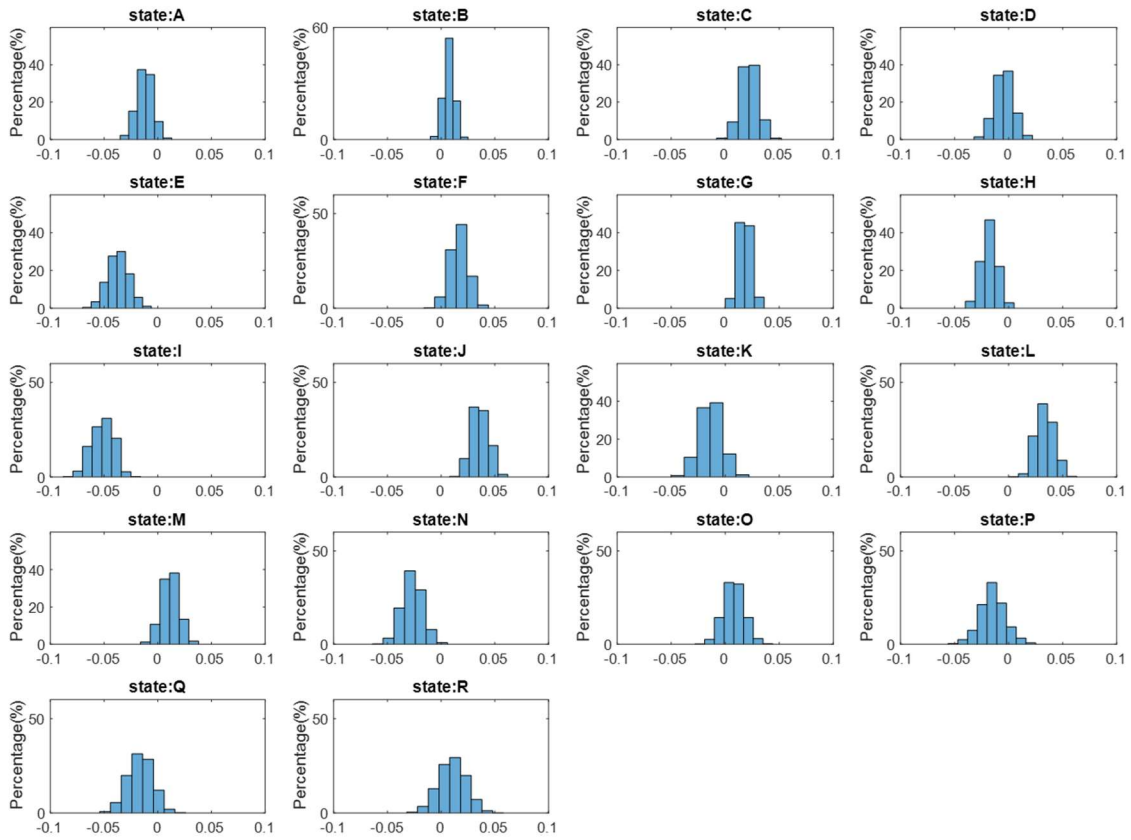 state:A
state:B
state:C
state:D
Percentage(%)
40
20
0
-0.1 -0.05 0 0.05 0.1
Percentage(%)
60
0
-0.1 -0.05 0 0.05 0.1
Percentage(%)
40
20
0
-0.1 -0.05 0 0.05 0.1
Percentage(%)
40
20
0
-0.1 -0.05 0 0.05 0.1
state:E
state:F
state:G
state:H
Percentage(%)
40
20
0
-0.1 -0.05 0 0.05 0.1
Percentage(%)
50
0
-0.1 -0.05 0 0.05 0.1
Percentage(%)
40
20
0
-0.1 -0.05 0 0.05 0.1
Percentage(%)
40
20
0
-0.1 -0.05 0 0.05 0.1
state:I
state:J
state:K
state:L
Percentage(%)
50
0
-0.1 -0.05 0 0.05 0.1
Percentage(%)
50
0
-0.1 -0.05 0 0.05 0.1
Percentage(%)
40
20
0
-0.1 -0.05 0 0.05 0.1
Percentage(%)
50
0
-0.1 -0.05 0 0.05 0.1
state:M
state:N
state:O
state:P
Percentage(%)
40
20
0
-0.1 -0.05 0 0.05 0.1
Percentage(%)
50
0
-0.1 -0.05 0 0.05 0.1
Percentage(%)
50
0
-0.1 -0.05 0 0.05 0.1
Percentage(%)
50
0
-0.1 -0.05 0 0.05 0.1
state:Q
state:R
Percentage(%)
50
0
-0.1 -0.05 0 0.05 0.1
Percentage(%)
50
0
-0.1 -0.05 0 0.05 0.1